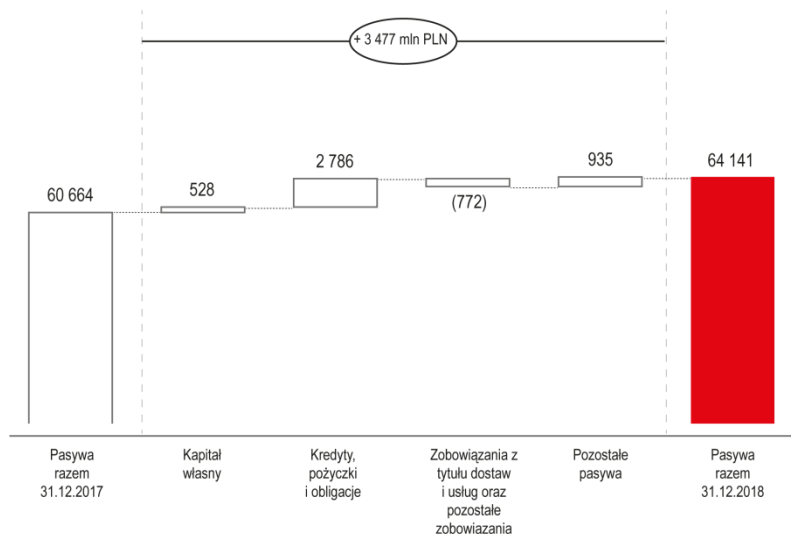 + 3 477 mln PLN
60 664
528
2 786
(772)
935
64 141
Pasywa
razem
31.12.2017
Kapitał
własny
Kredyty,
pożyczki
i obligacje
Zobowiązania z
tytułu dostaw
i usług oraz
pozostałe
zobowiazania
Pozostałe
pasywa
Pasywa
razem
31.12.2018